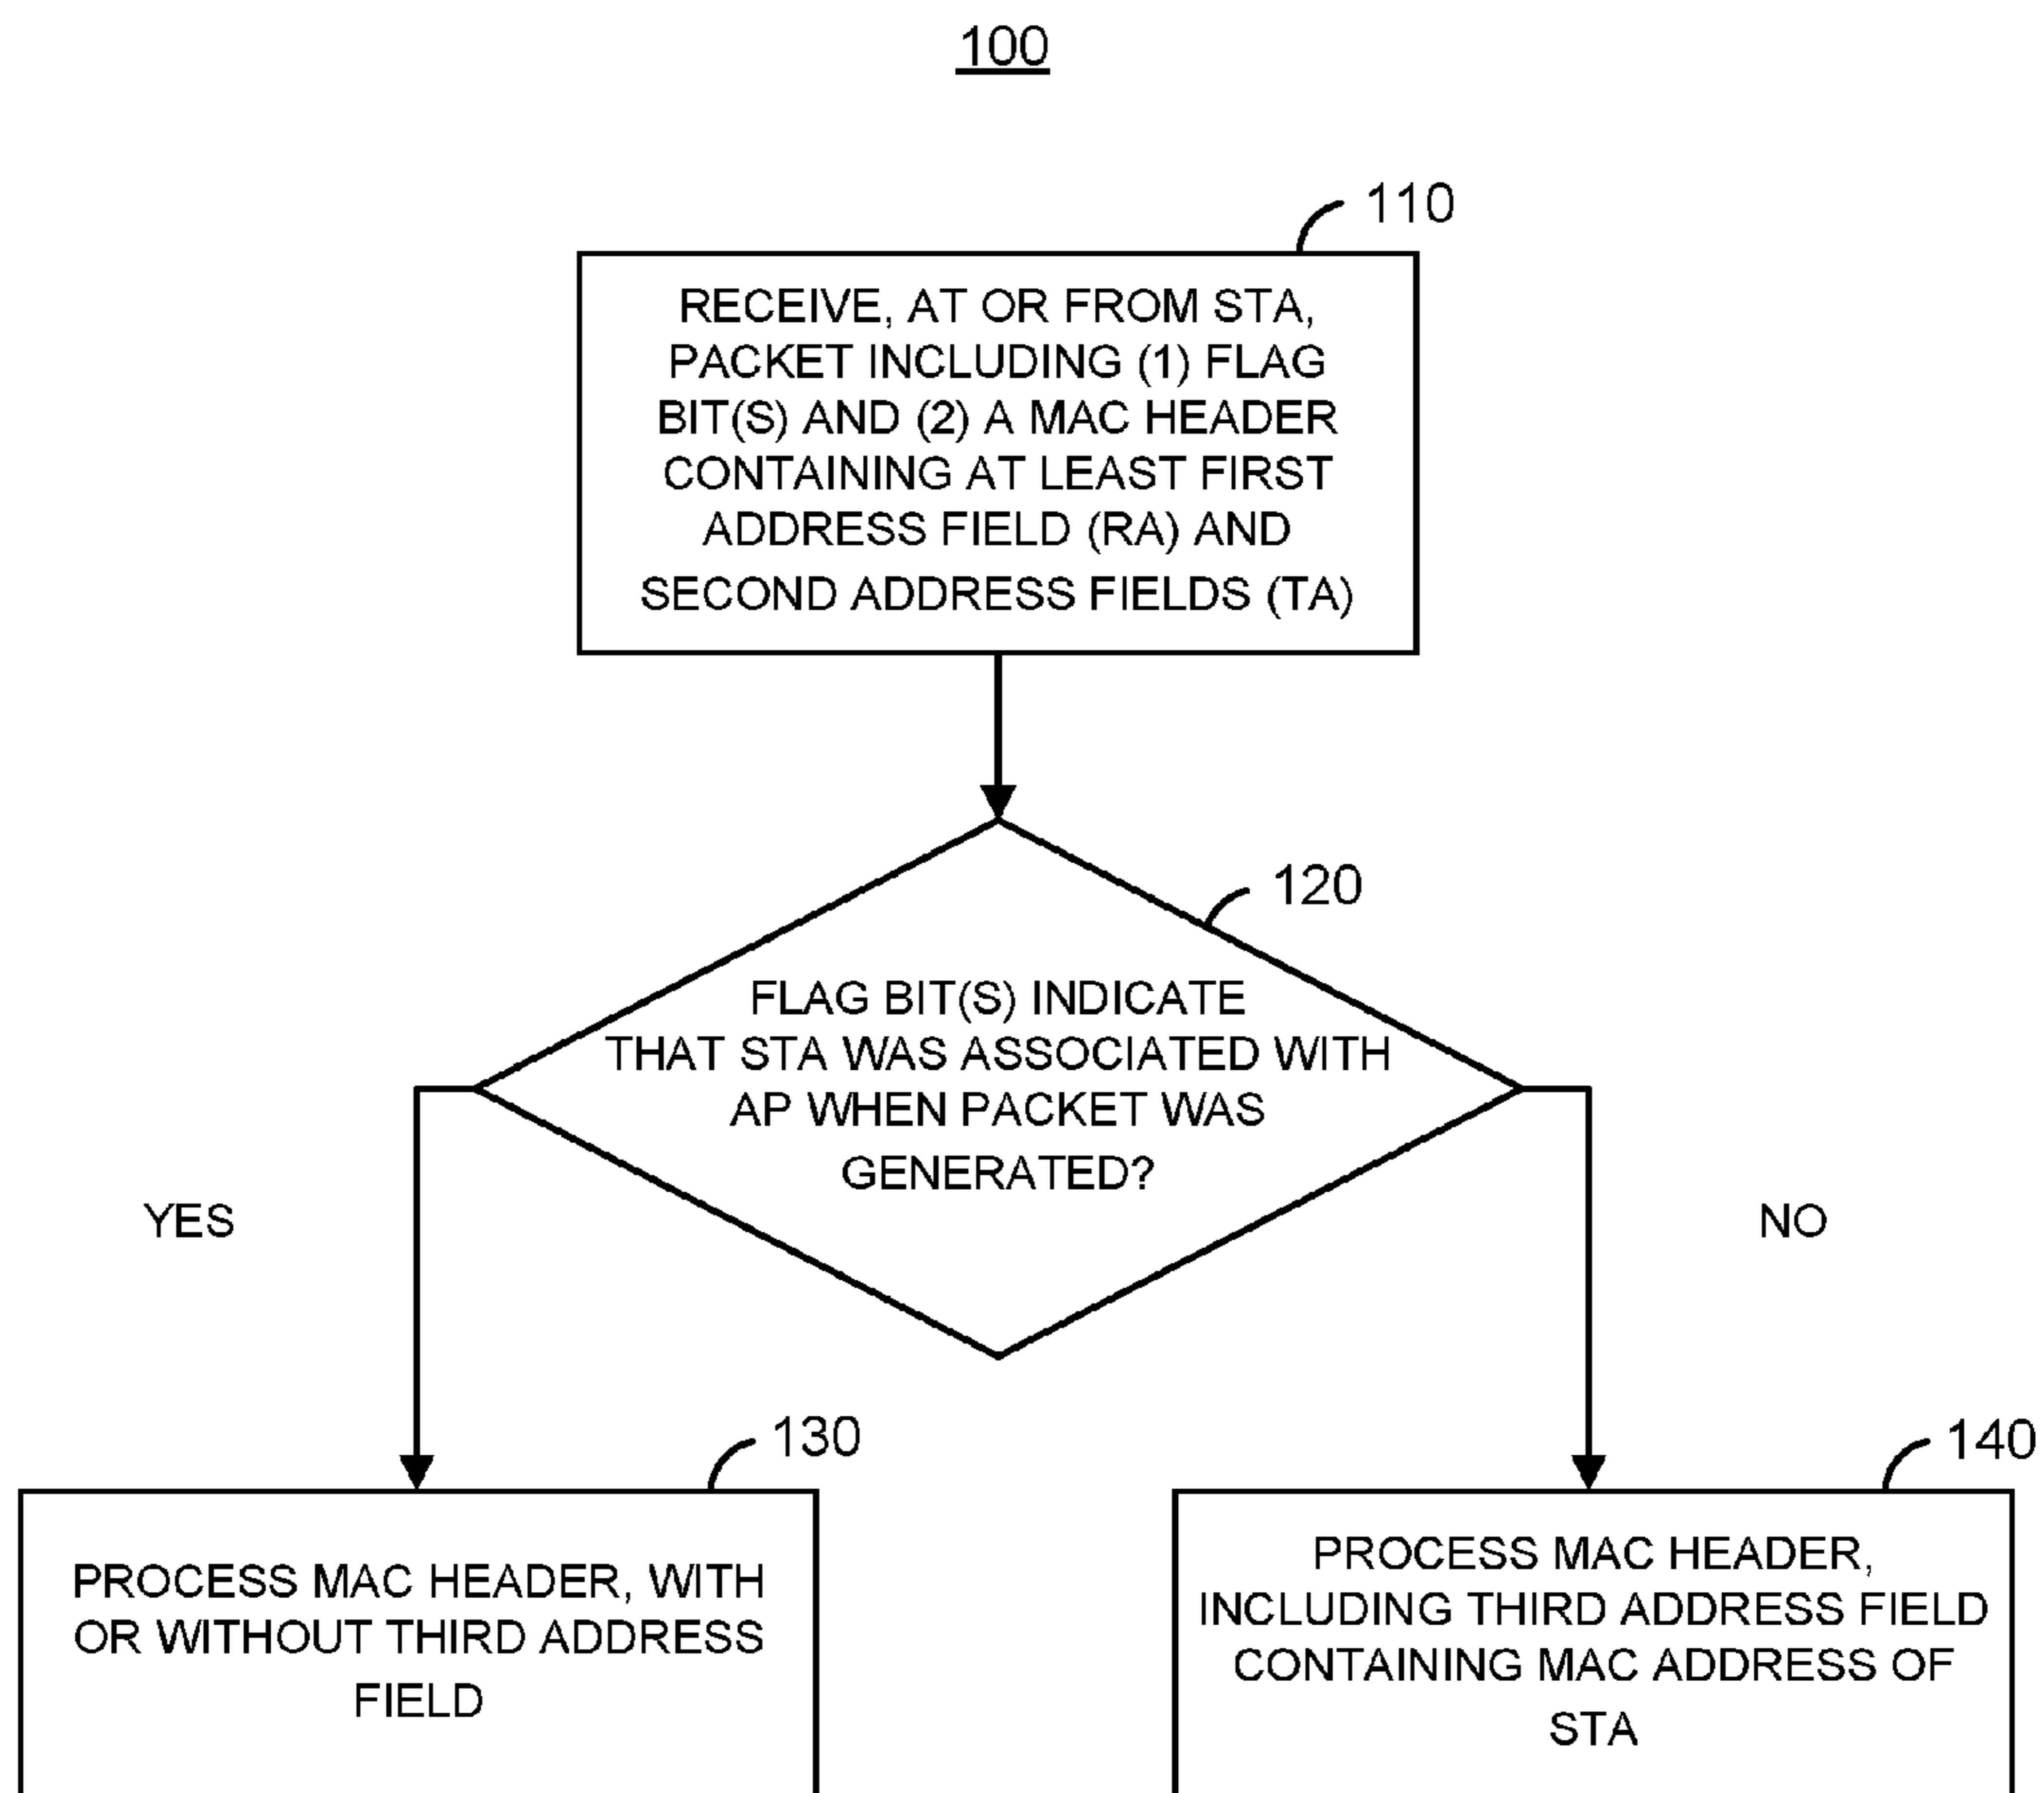 100
110
RECEIVE, AT OR FROM STA,
PACKET INCLUDING (1) FLAG
BIT(S) AND (2) A MAC HEADER
CONTAINING AT LEAST FIRST
ADDRESS FIELD (RA) AND
SECOND ADDRESS FIELDS (TA)
120
FLAG BIT(S) INDICATE
THAT STA WAS ASSOCIATED WITH
AP WHEN PACKET WAS
GENERATED?
YES
NO
130
PROCESS MAC HEADER, WITH
OR WITHOUT THIRD ADDRESS
FIELD
140
PROCESS MAC HEADER,
INCLUDING THIRD ADDRESS FIELD
CONTAINING MAC ADDRESS OF
STA